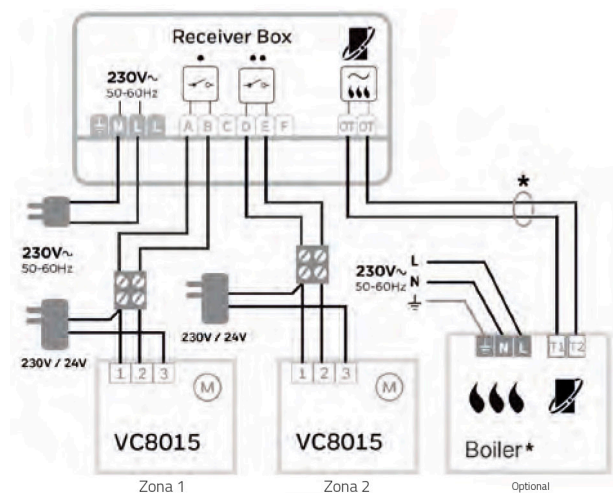 Receiver Box
230V~
50-60Hz
N L L A B C D E F OT OT
*
230V~
50-60Hz
230V / 24V
230V / 24V
230V~
50-60Hz
L
N
1 2 3
M
VC8015
Zona 1
1 2 3
M
VC8015
Zona 2
N L T1 T2
Boiler*
Optional